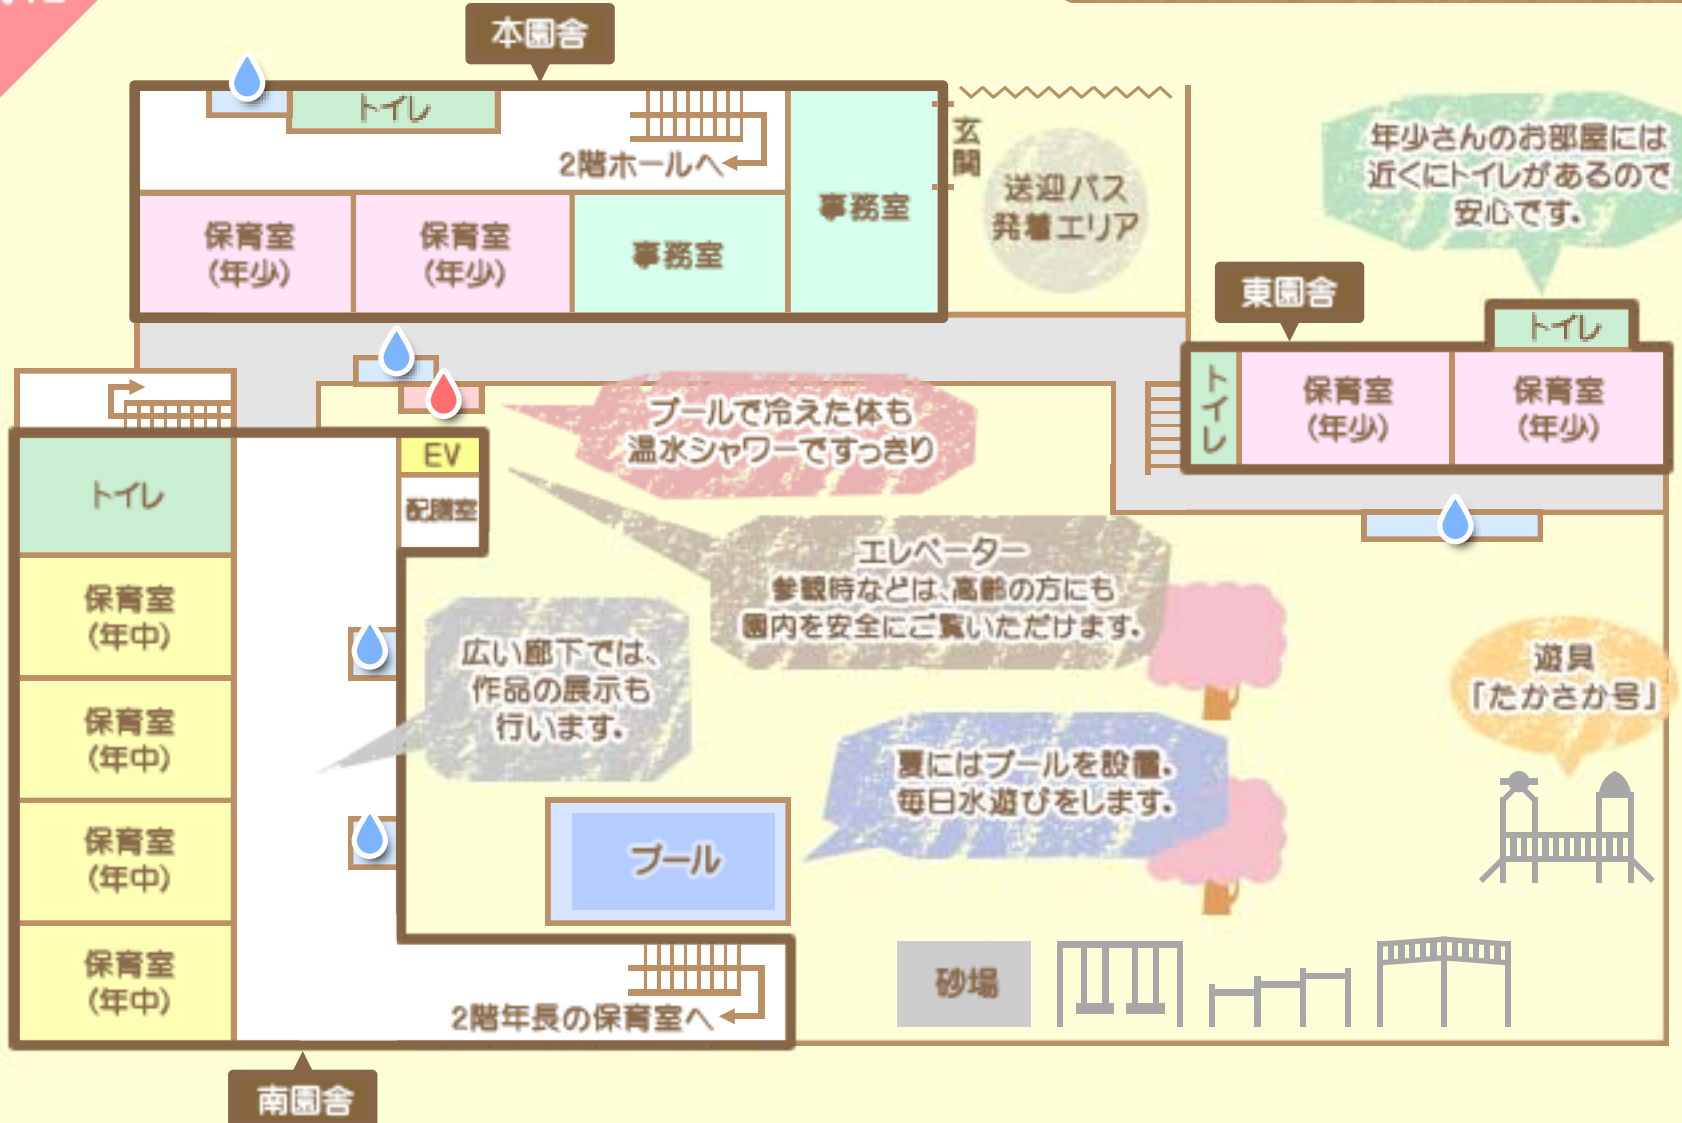 本園舎
トイレ
2階ホールへ
玄関
送迎バス
発着エリア
年少さんのお部屋には
近くにトイレがあるので
安心です。
保育室
(年少)
保育室
(年少)
事務室
事務室
東園舎
トイレ
トイレ
保育室
(年少)
保育室
(年少)
プールで冷えた体も
温水シャワーですっきり
トイレ
EV
配膳室
エレベーター
参観時などは、高齢の方にも
園内を安全にご覧いただけます。
保育室
(年中)
広い廊下では、
作品の展示も
行います。
遊具
「たかさか号」
保育室
(年中)
夏にはプールを設置、
毎日水遊びをします。
保育室
(年中)
プール
保育室
(年中)
砂場
2階年長の保育室へ
南園舎